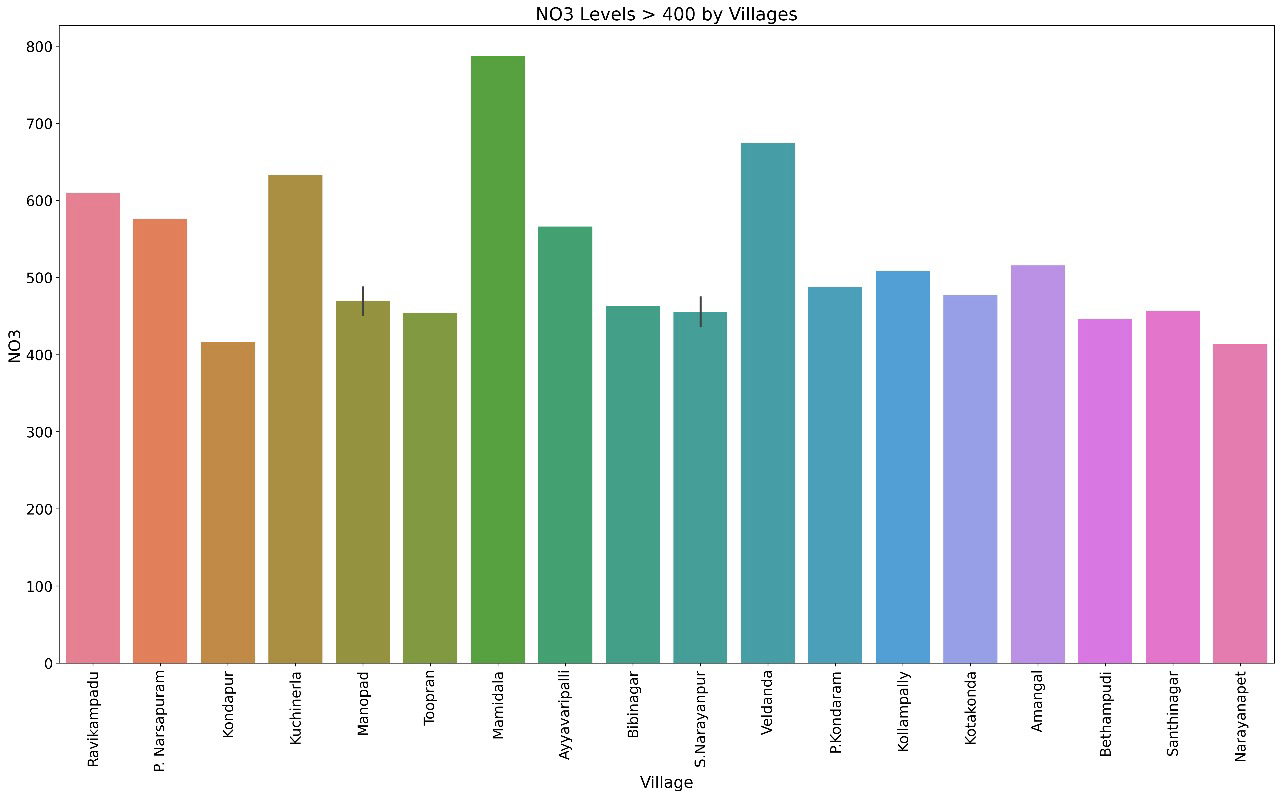 NO3 Levels > 400 by Villages
800
700
600
500
400
300
200
100
0
NO3
Ravikampadu
P. Narsapuram
Kondapur
Kuchinerla
Manopad
Toopran
Mamidala
Ayyavaripalli
Bibinagar
S.Narayanpur
Veldanda
P.Kondaram
Kollampally
Kotakonda
Amangal
Bethampudi
Santhinagar
Narayanapet
Village